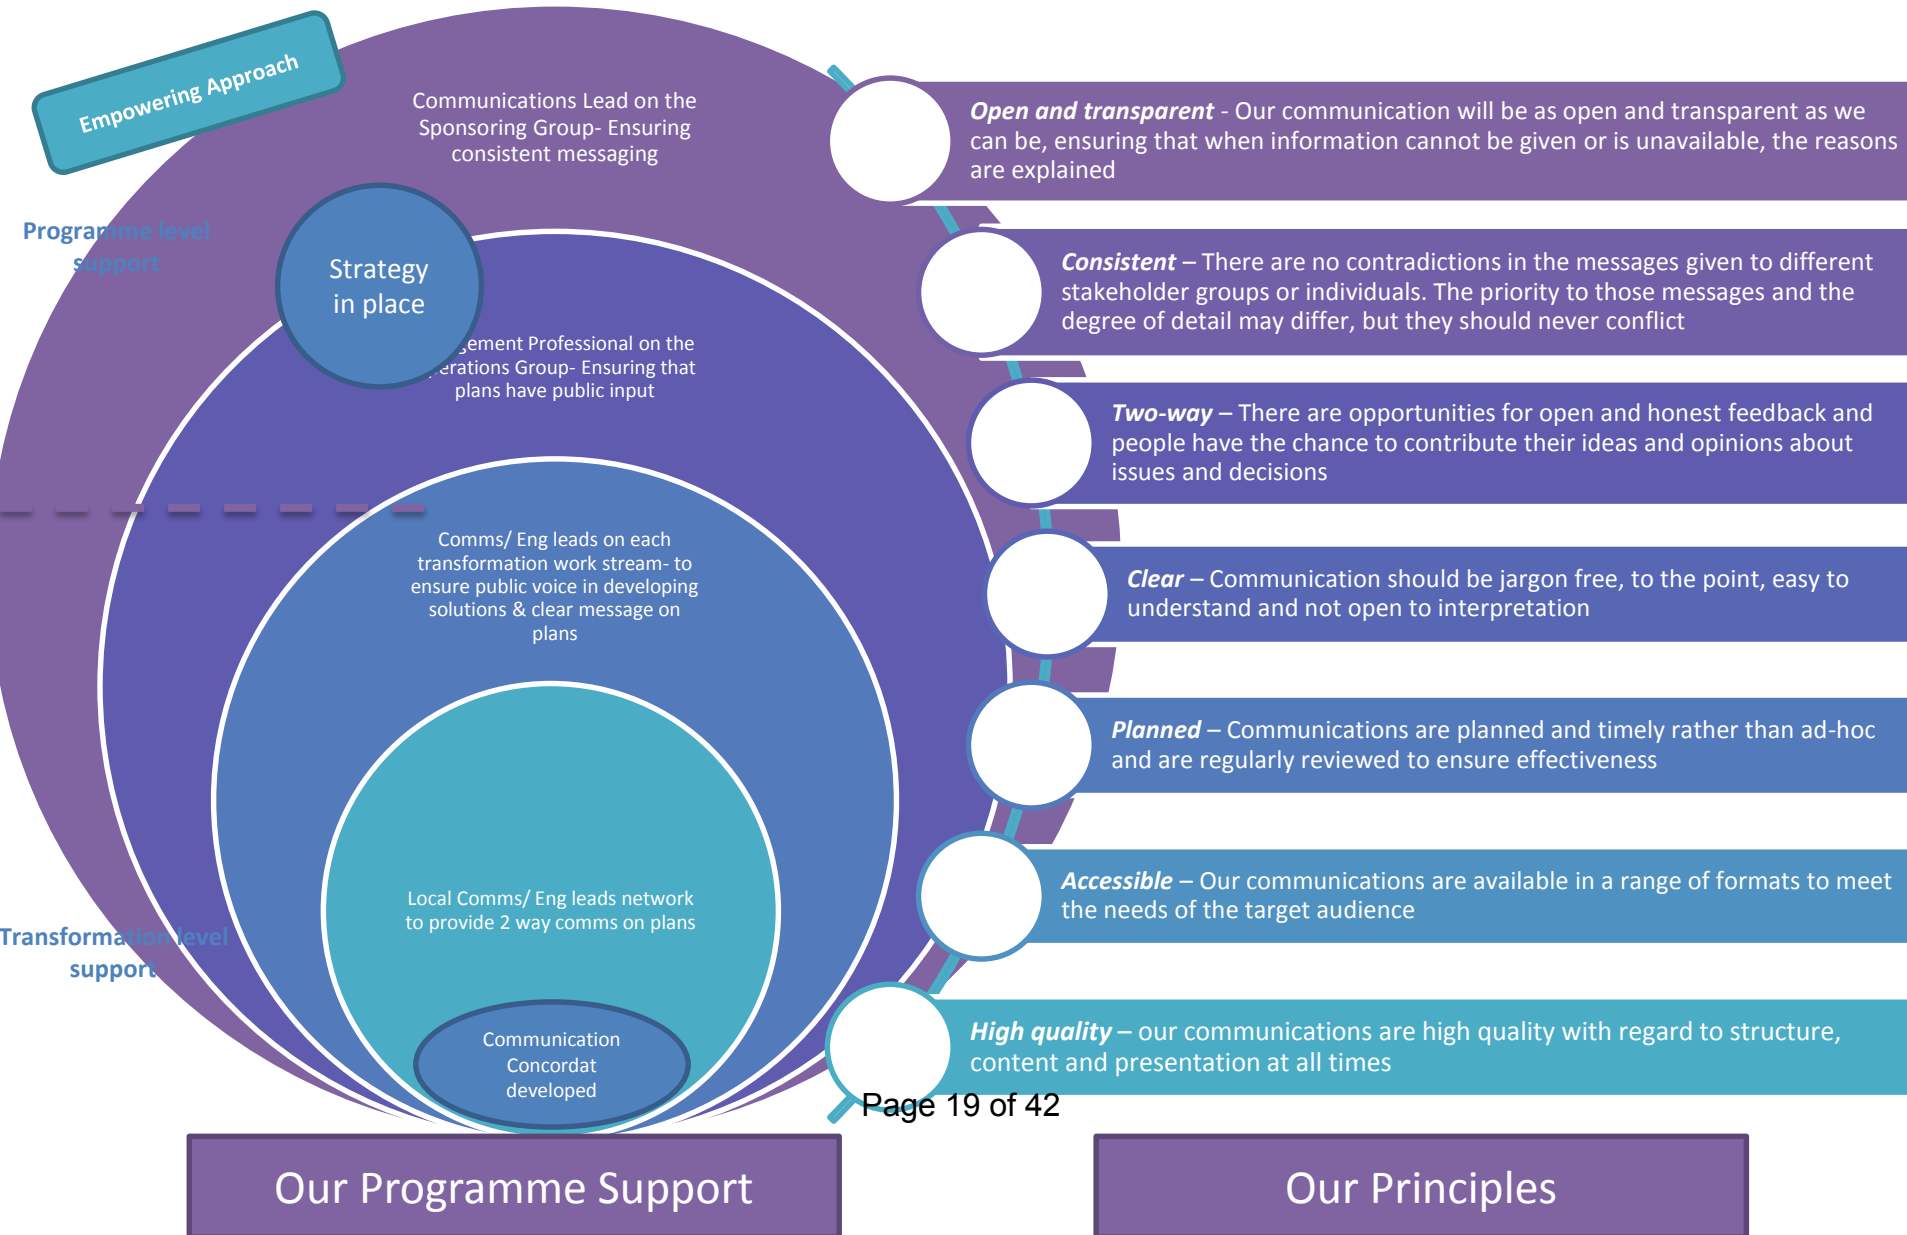 Empowering Approach
Communications Lead on the
Sponsoring Group- Ensuring
consistent messaging
Programme level
support
Strategy
in place
gement Professional on the
erations Group- Ensuring that
plans have public input
Comms/ Eng leads on each
transformation work stream- to
ensure public voice in developing
solutions & clear message on
plans
Local Comms/ Eng leads network
to provide 2 way comms on plans
Transformation level
support
Communication
Concordat
developed
Our Programme Support
Open and transparent - Our communication will be as open and transparent as we
can be, ensuring that when information cannot be given or is unavailable, the reasons
are explained
Consistent – There are no contradictions in the messages given to different
stakeholder groups or individuals. The priority to those messages and the
degree of detail may differ, but they should never conflict
Two-way – There are opportunities for open and honest feedback and
people have the chance to contribute their ideas and opinions about
issues and decisions
Clear – Communication should be jargon free, to the point, easy to
understand and not open to interpretation
Planned – Communications are planned and timely rather than ad-hoc
and are regularly reviewed to ensure effectiveness
Accessible – Our communications are available in a range of formats to meet
the needs of the target audience
High quality – our communications are high quality with regard to structure,
content and presentation at all times
Page 19 of 42
Our Principles